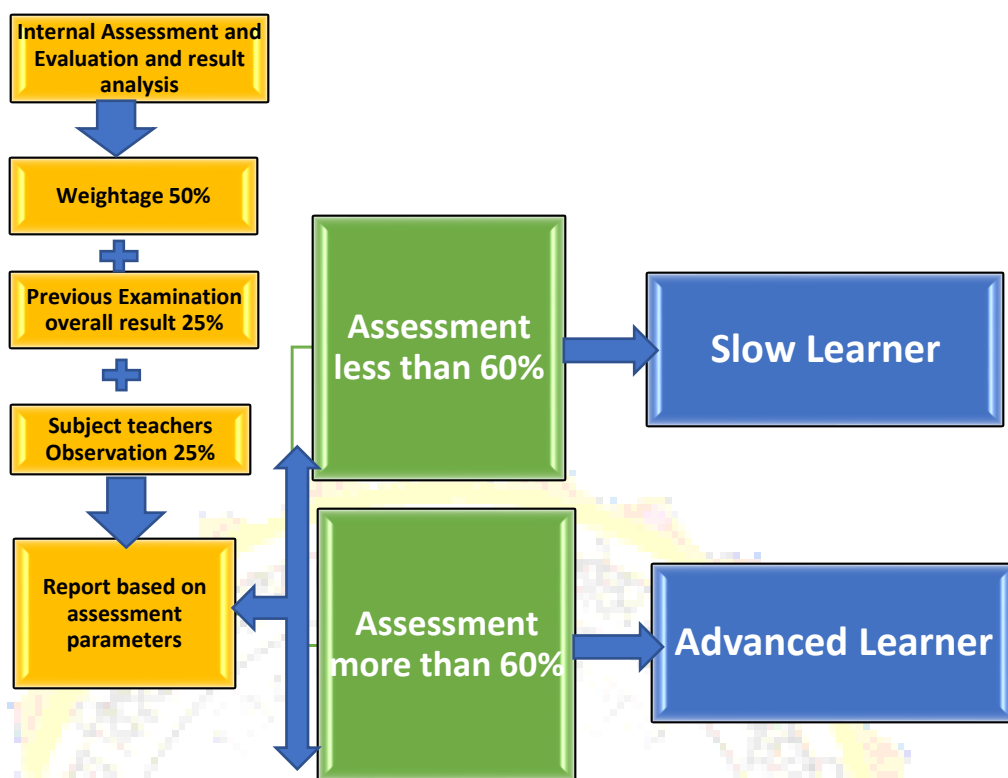 Internal Assessment and
Evaluation and result
analysis
Weightage 50%
Previous Examination
overall result 25%
Subject teachers
Observation 25%
Report based on
assessment
parameters
Assessment
less than 60%
Slow Learner
Assessment
more than 60%
Advanced Learner